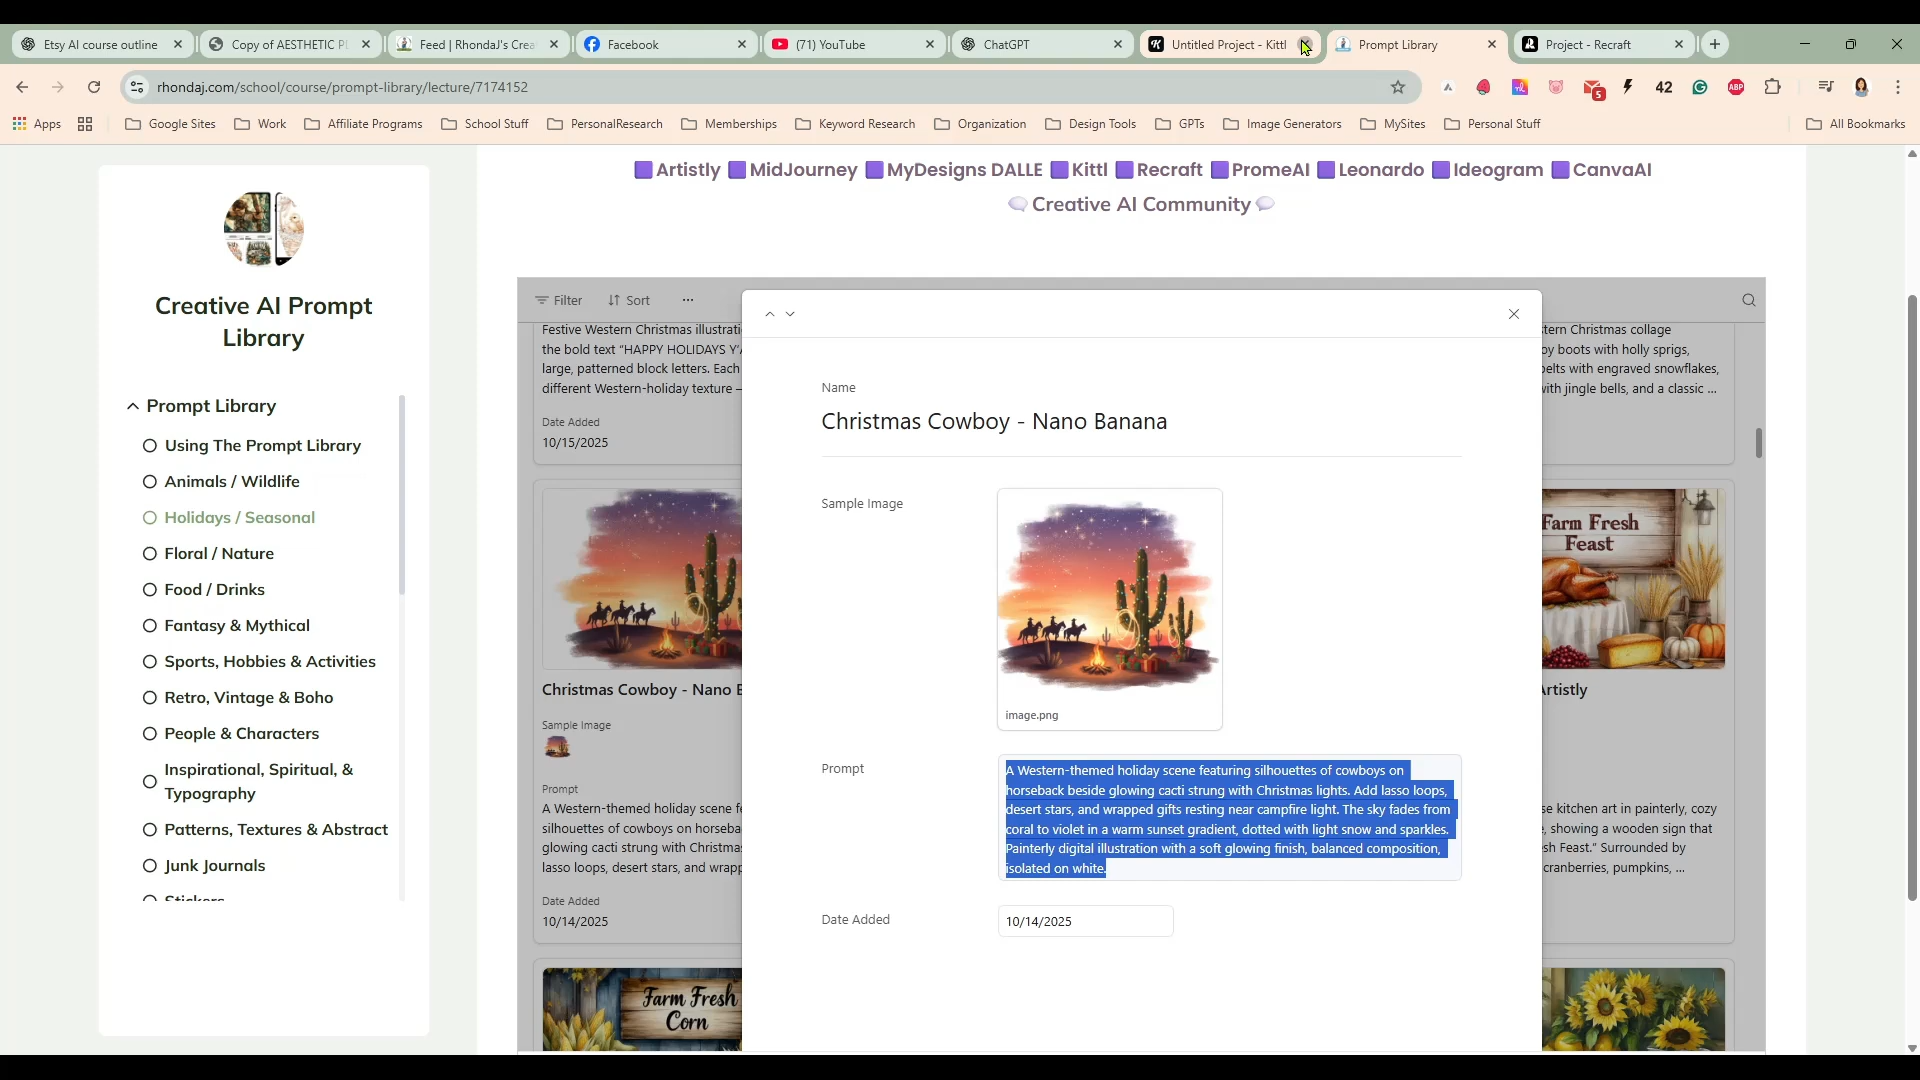 Etsy AI course outline
Copy of AESTHETIC
Feed | RhondaJ's Crea
Facebook
(71) YouTube
ChatGPT
Untitled Project - Kittl
Prompt Library
Project - Recraft
rhondaj.com/school/course/prompt-library/lecture/7174152
5
42
ABP
Apps
Google Sites
Work
Affiliate Programs
School Stuff
PersonalResearch
Memberships
Keyword Research
Organization
Design Tools
GPTs
Image Generators
MySites
Personal Stuff
All Bookmarks
Creative AI Prompt
Library
Prompt Library
Using The Prompt Library
Animals / Wildlife
Holidays / Seasonal
Floral / Nature
Food / Drinks
Fantasy & Mythical
Sports, Hobbies & Activities
Retro, Vintage & Boho
People & Characters
Inspirational, Spiritual, &
Typography
Patterns, Textures & Abstract
Junk Journals
Stickers
Artistly MidJourney MyDesigns DALLE Kittl Recraft PromeAI Leonardo Ideogram CanvaAI
Creative AI Community
Filter
Sort
Festive Western Christmas illustrati
the bold text “HAPPY HOLIDAYS Y'A
large, patterned block letters. Each
different Western-holiday texture –
Date Added
10/15/2025
Christmas Cowboy - Nano B
Sample Image
Prompt
A Western-themed holiday scene fe
silhouettes of cowboys on horseba
glowing cacti strung with Christmas
lasso loops, desert stars, and wrapp
Date Added
10/14/2025
Farm Fresh
Corn
Name
Christmas Cowboy - Nano Banana
Sample Image
image.png
Prompt
A Western-themed holiday scene featuring silhouettes of cowboys on
horseback beside glowing cacti strung with Christmas lights. Add lasso loops,
desert stars, and wrapped gifts resting near campfire light. The sky fades from
coral to violet in a warm sunset gradient, dotted with light snow and sparkles.
Painterly digital illustration with a soft glowing finish, balanced composition,
isolated on white.
Date Added
10/14/2025
tern Christmas collage
oy boots with holly sprigs,
belts with engraved snowflakes,
with jingle bells, and a classic ...
Farm Fresh
Feast
Artistly
se kitchen art in painterly, cozy
, showing a wooden sign that
sh Feast.” Surrounded by
cranberries, pumpkins, ...